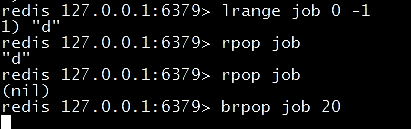 redis 127.0.0.1:6379> lrange job 0 -1
1) "d"
redis 127.0.0.1:6379> rpop job
"d"
redis 127.0.0.1:6379> rpop job
(nil)
redis 127.0.0.1:6379> brpop job 20